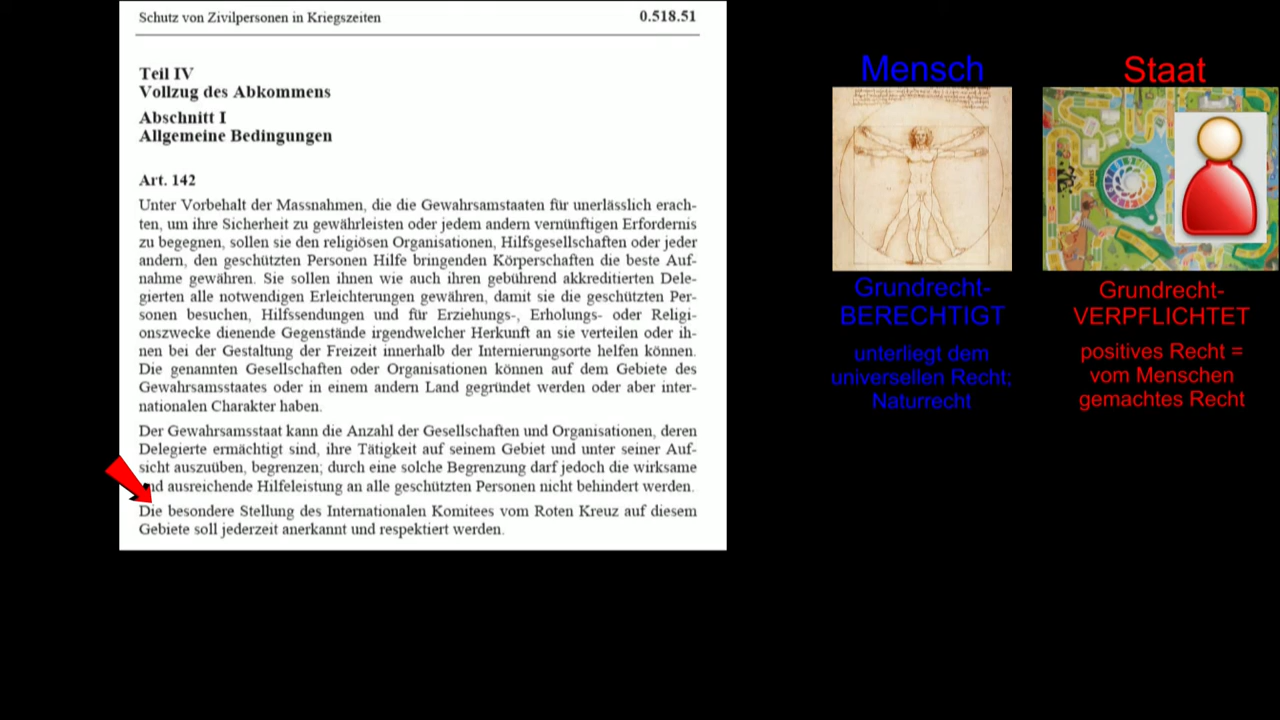 Schutz von Zivilpersonen in Kriegszeiten 0.518.51
Teil IV
Vollzug des Abkommens
Abschnitt I
Allgemeine Bedingungen
Art. 142
Unter Vorbehalt der Massnahmen, die die Gewahrsamstaaten für unerlässlich erach-
ten, um ihre Sicherheit zu gewährleisten oder jedem andern vernünftigen Erfordernis
zu begegnen, sollen sie den religiösen Organisationen, Hilfsgesellschaften oder jeder
andern, den geschützten Personen Hilfe bringenden Körperschaften die beste Auf-
nahme gewähren. Sie sollen ihnen wie auch ihren gebührend akkreditierten Dele-
gierten alle notwendigen Erleichterungen gewähren, damit sie die geschützten Per-
sonen besuchen, Hilfssendungen und für Erziehungs-, Erholungs- oder Religi-
onszwecke dienende Gegenstände irgendwelcher Herkunft an sie verteilen oder ih-
nen bei der Gestaltung der Freizeit innerhalb der Internierungsorte helfen können.
Die genannten Gesellschaften oder Organisationen können auf dem Gebiete des
Gewahrsamsstaates oder in einem andern Land gegründet werden oder aber inter-
nationalen Charakter haben.
Der Gewahrsamsstaat kann die Anzahl der Gesellschaften und Organisationen, deren
Delegierte ermächtigt sind, ihre Tätigkeit auf seinem Gebiet und unter seiner Auf-
sicht auszuüben, begrenzen; durch eine solche Begrenzung darf jedoch die wirksame
und ausreichende Hilfeleistung an alle geschützten Personen nicht behindert werden.
Die besondere Stellung des Internationalen Komitees vom Roten Kreuz auf diesem
Gebiete soll jederzeit anerkannt und respektiert werden.
Mensch
Grundrecht-
BERECHTIGT
unterliegt dem
universellen Recht;
Naturrecht
Staat
Grundrecht-
VERPFLICHTET
positives Recht =
vom Menschen
gemachtes Recht